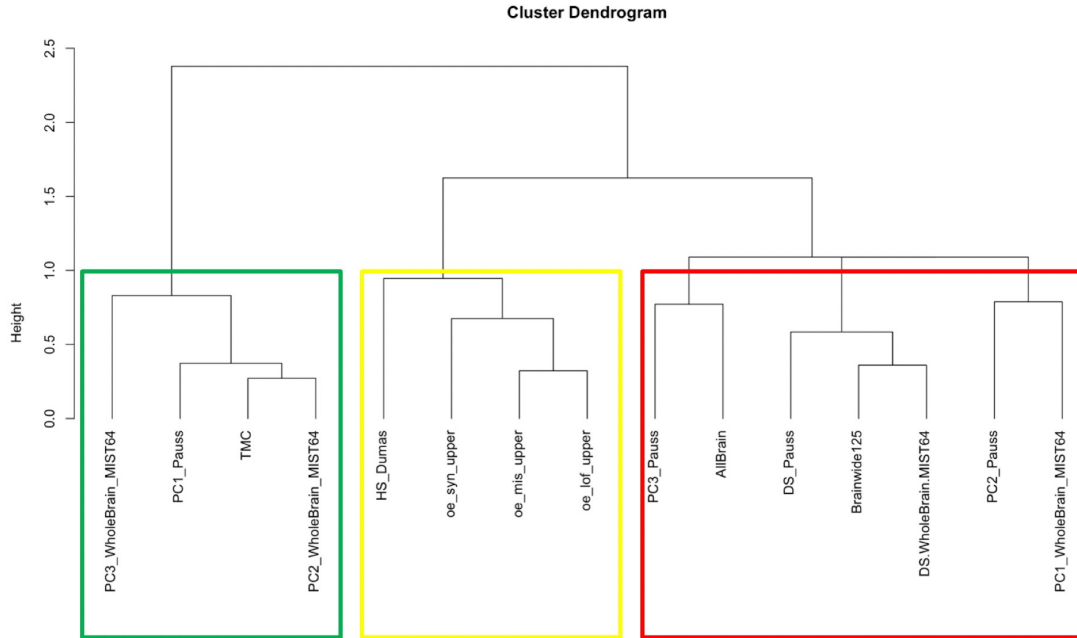 Cluster Dendrogram
Height
2.5
2.0
1.5
1.0
0.5
0.0
PC3_WholeBrain_MIST64
PC1_Pauss
TMC
PC2_WholeBrain_MIST64
HS_Dumas
oe_syn_upper
oe_mis_upper
oe_lof_upper
PC3_Pauss
AllBrain
DS_Pauss
Brainwide125
DS.WholeBrain.MIST64
PC2_Pauss
PC1_WholeBrain_MIST64